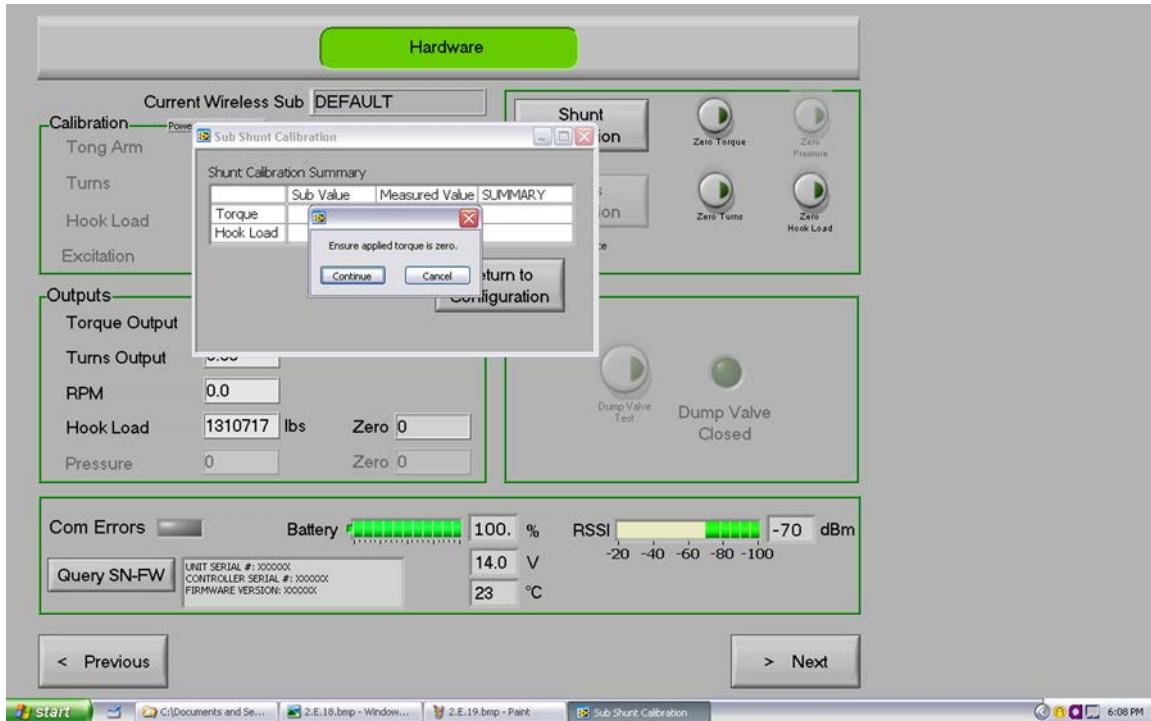 Hardware
Current Wireless Sub DEFAULT
Calibration
Tong Arm
Turns
Hook Load
Excitation
Sub Shunt Calibration
Shunt Calibration Summary
Sub Value Measured Value SUMMARY
Torque
Hook Load
Ensure applied torque is zero.
Continue Cancel
Shunt
Zero Torque
Zero Pressure
Zero Turns
Zero Hook Load
Outputs
Torque Output
Turns Output
RPM 0.0
Hook Load 1310717 lbs Zero 0
Pressure 0 Zero 0
Dump Valve Test
Dump Valve Closed
Com Errors
Battery 100. %
14.0 V
23 °C
RSSI -70 dBm
-20 -40 -60 -80 -100
Query SN-FW
UNIT SERIAL #: XXXXXX
CONTROLLER SERIAL #: XXXXXX
FIRMWARE VERSION: XXXXXX
< Previous
> Next
start
C:\Documents and Se...
2.E.18.bmp - Window...
2.E.19.bmp - Paint
Sub Shunt Calibration
6:08 PM